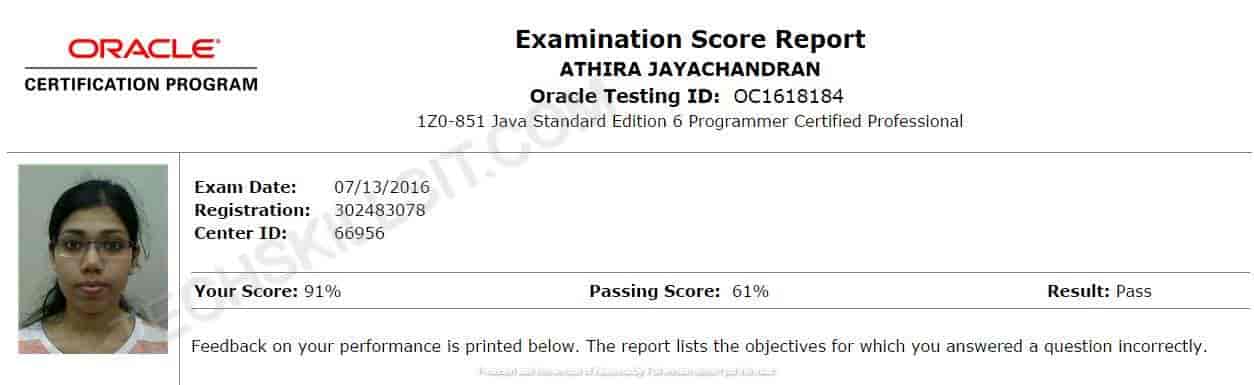 ORACLE
CERTIFICATION PROGRAM
Examination Score Report
ATHIRA JAYACHANDRAN
Oracle Testing ID: OC1618184
1Z0-851 Java Standard Edition 6 Programmer Certified Professional
Exam Date: 07/13/2016
Registration: 302483078
Center ID: 66956
Your Score: 91% Passing Score: 61% Result: Pass
Feedback on your performance is printed below. The report lists the objectives for which you answered a question incorrectly.
TECHSKILLBIT.COM